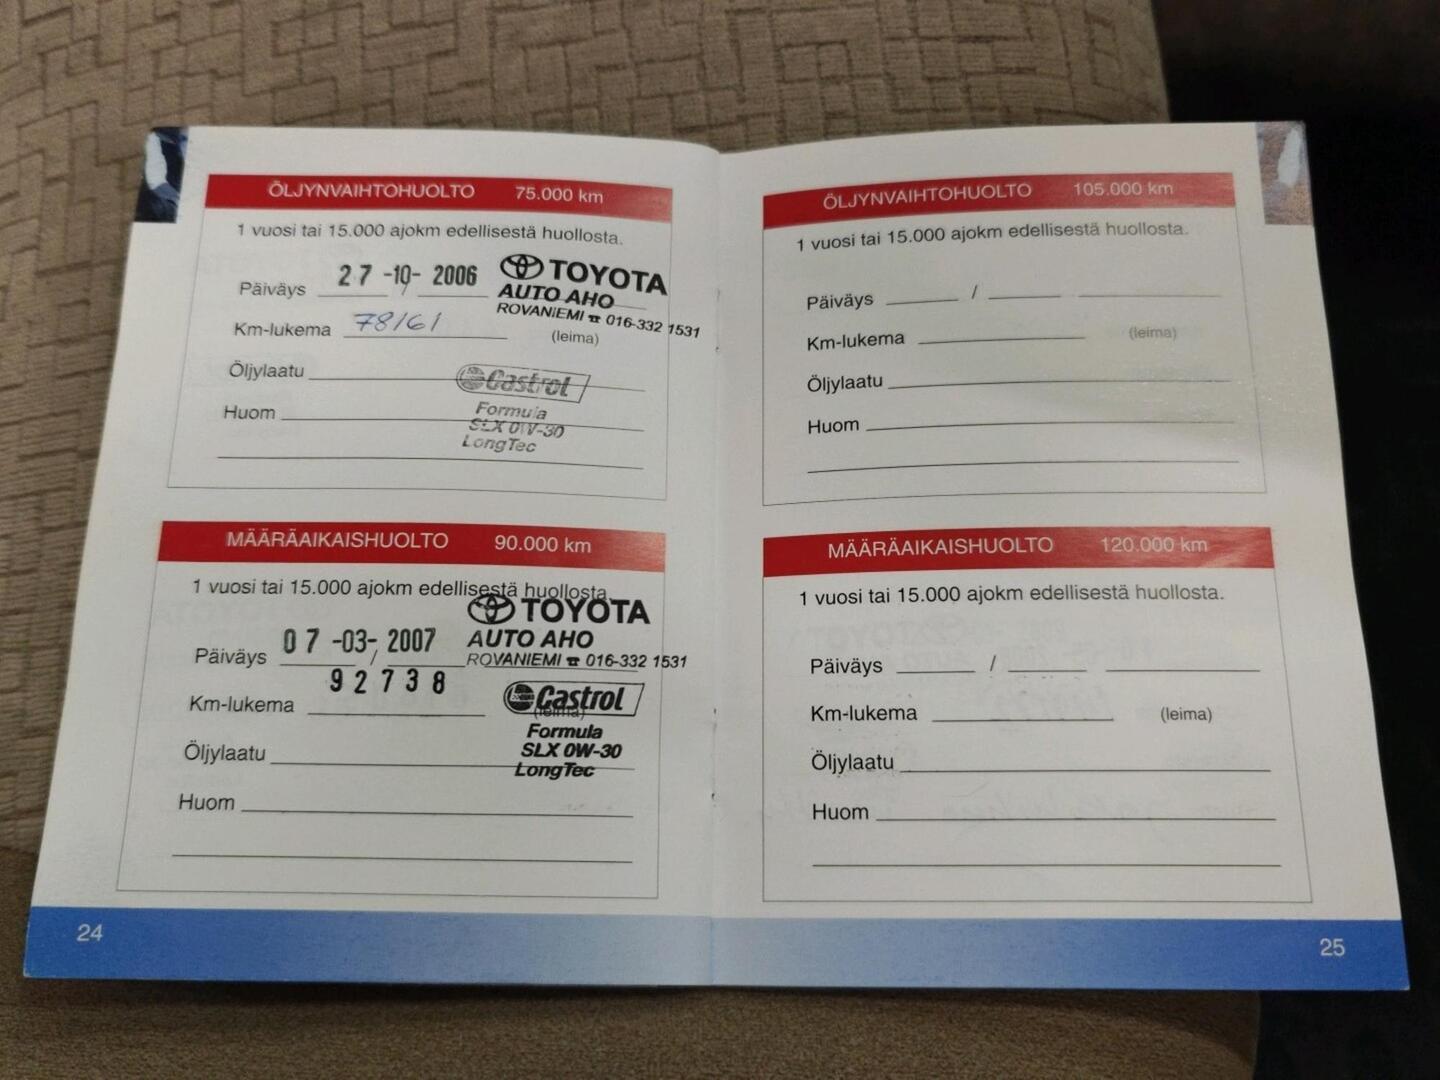 ÖLJYNVAIHTOHUOLTO 75.000 km
1 vuosi tai 15.000 ajokm edellisestä huollosta.
Päiväys 27 -10- 2006 /
TOYOTA
AUTO AHO
ROVANIEMI ☎ 016-332 1531
Km-lukema 78161 (leima)
Öljylaatu
Castrol
Huom
Formula
SLX 0W-30
LongTec
MÄÄRÄAIKAISHUOLTO 90.000 km
1 vuosi tai 15.000 ajokm edellisestä huollosta.
TOYOTA
AUTO AHO
ROVANIEMI ☎ 016-332 1531
Päiväys 07 -03- 2007 /
Km-lukema 92738 (leima)
Castrol
Formula
SLX 0W-30
LongTec
Öljylaatu
Huom
24
ÖLJYNVAIHTOHUOLTO 105.000 km
1 vuosi tai 15.000 ajokm edellisestä huollosta.
Päiväys /
Km-lukema (leima)
Öljylaatu
Huom
MÄÄRÄAIKAISHUOLTO 120.000 km
1 vuosi tai 15.000 ajokm edellisestä huollosta.
Päiväys /
Km-lukema (leima)
Öljylaatu
Huom
25